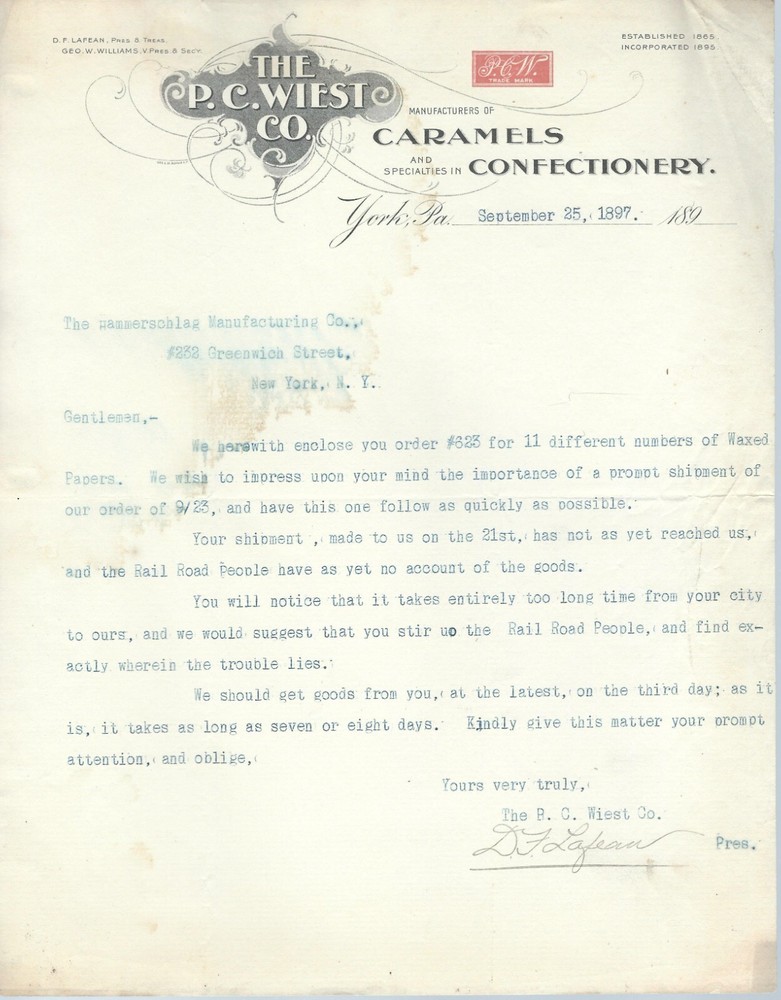 D. F. LAFEAN, PRES & TREAS.
GEO. W. WILLIAMS, V. PRES & SEC'Y.
ESTABLISHED 1865
INCORPORATED 1895
THE
P. C. WIEST
CO.
P.C.W.
TRADE MARK
MANUFACTURERS OF
CARAMELS
AND
SPECIALTIES IN CONFECTIONERY.
York, Pa. September 25, 1897. 189
The Hammerschlag Manufacturing Co.,
#232 Greenwich Street,
New York, N. Y.
Gentlemen,-
We herewith enclose you order #623 for 11 different numbers of Waxed
Papers. We wish to impress upon your mind the importance of a prompt shipment of
our order of 9/23, and have this one follow as quickly as possible.
Your shipment , made to us on the 21st, has not as yet reached us,
and the Rail Road People have as yet no account of the goods.
You will notice that it takes entirely too long time from your city
to ours, and we would suggest that you stir up the Rail Road People, and find ex-
actly wherein the trouble lies.
We should get goods from you, at the latest, on the third day; as it
is, it takes as long as seven or eight days. Kindly give this matter your prompt
attention, and oblige,
Yours very truly,
The P. C. Wiest Co.
D. F. Lafean Pres.